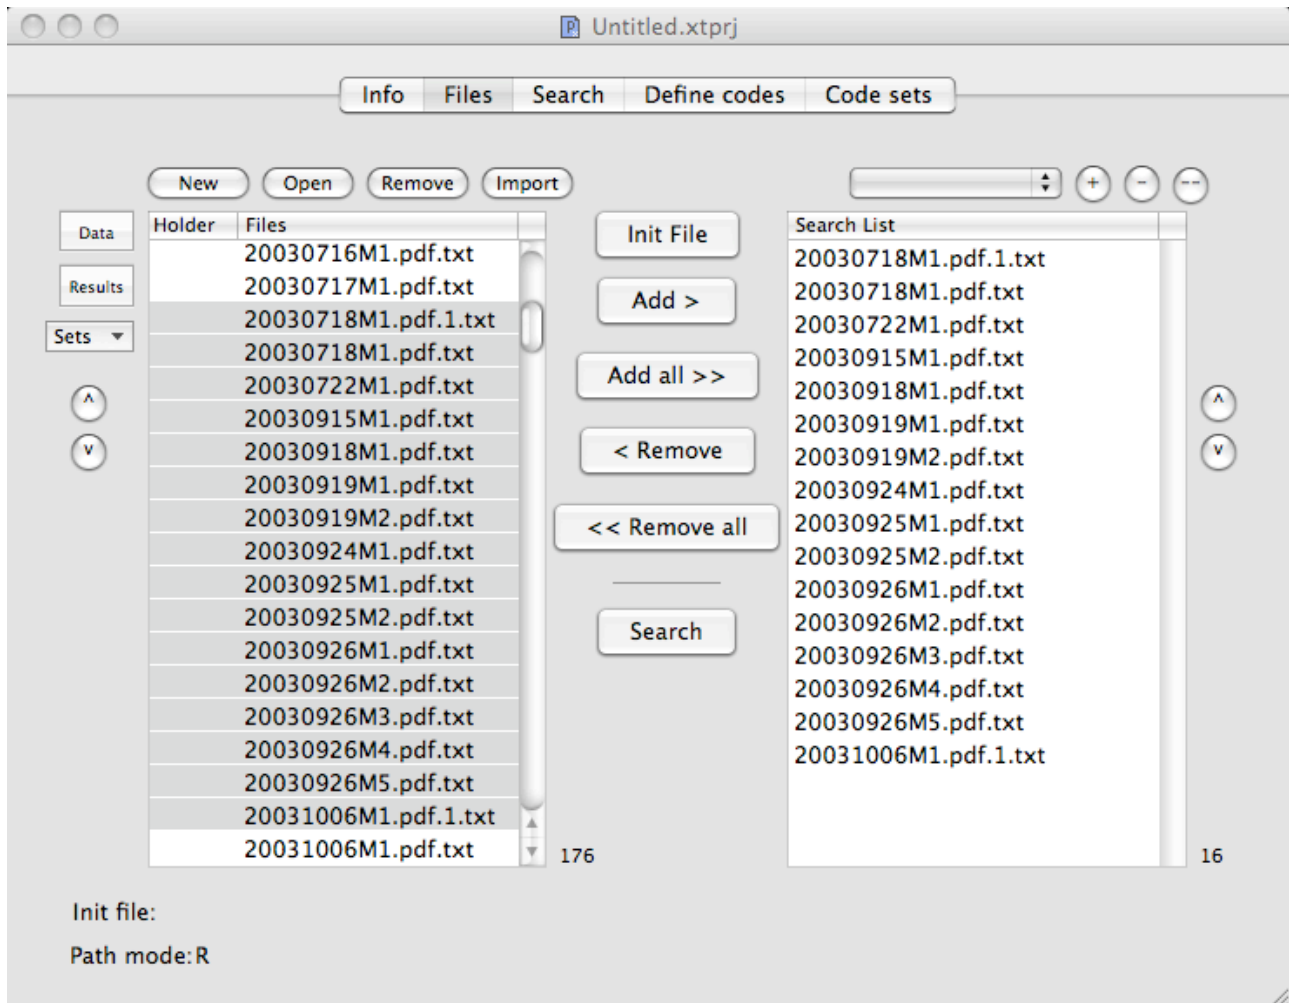 Untitled.xtprj
Info Files Search Define codes Code sets
New Open Remove Import + - --
Data
Results
Sets
^
v
Holder Files
20030716M1.pdf.txt
20030717M1.pdf.txt
20030718M1.pdf.1.txt
20030718M1.pdf.txt
20030722M1.pdf.txt
20030915M1.pdf.txt
20030918M1.pdf.txt
20030919M1.pdf.txt
20030919M2.pdf.txt
20030924M1.pdf.txt
20030925M1.pdf.txt
20030925M2.pdf.txt
20030926M1.pdf.txt
20030926M2.pdf.txt
20030926M3.pdf.txt
20030926M4.pdf.txt
20030926M5.pdf.txt
20031006M1.pdf.1.txt
20031006M1.pdf.txt
176
Init File
Add >
Add all >>
< Remove
<< Remove all
Search
Search List
20030718M1.pdf.1.txt
20030718M1.pdf.txt
20030722M1.pdf.txt
20030915M1.pdf.txt
20030918M1.pdf.txt
20030919M1.pdf.txt
20030919M2.pdf.txt
20030924M1.pdf.txt
20030925M1.pdf.txt
20030925M2.pdf.txt
20030926M1.pdf.txt
20030926M2.pdf.txt
20030926M3.pdf.txt
20030926M4.pdf.txt
20030926M5.pdf.txt
20031006M1.pdf.1.txt
16
^
v
Init file:
Path mode:R